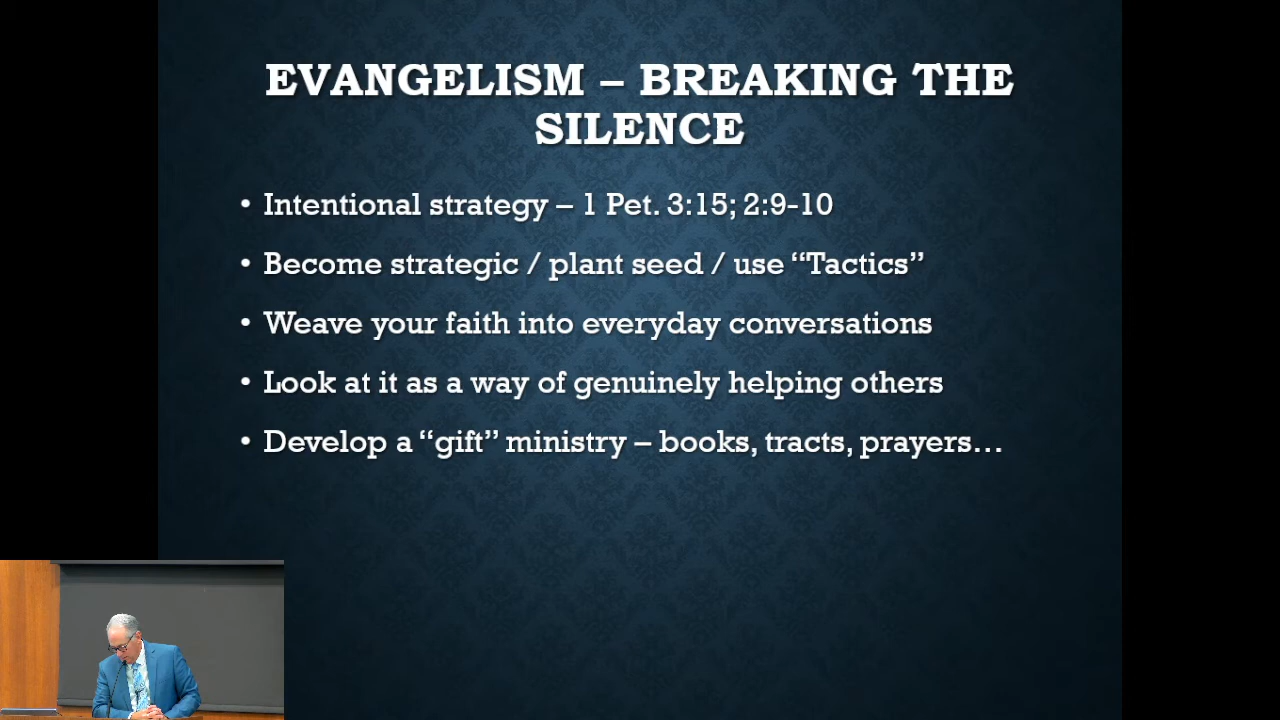 EVANGELISM – BREAKING THE
SILENCE
• Intentional strategy – 1 Pet. 3:15; 2:9-10
• Become strategic / plant seed / use “Tactics”
• Weave your faith into everyday conversations
• Look at it as a way of genuinely helping others
• Develop a “gift” ministry – books, tracts, prayers…